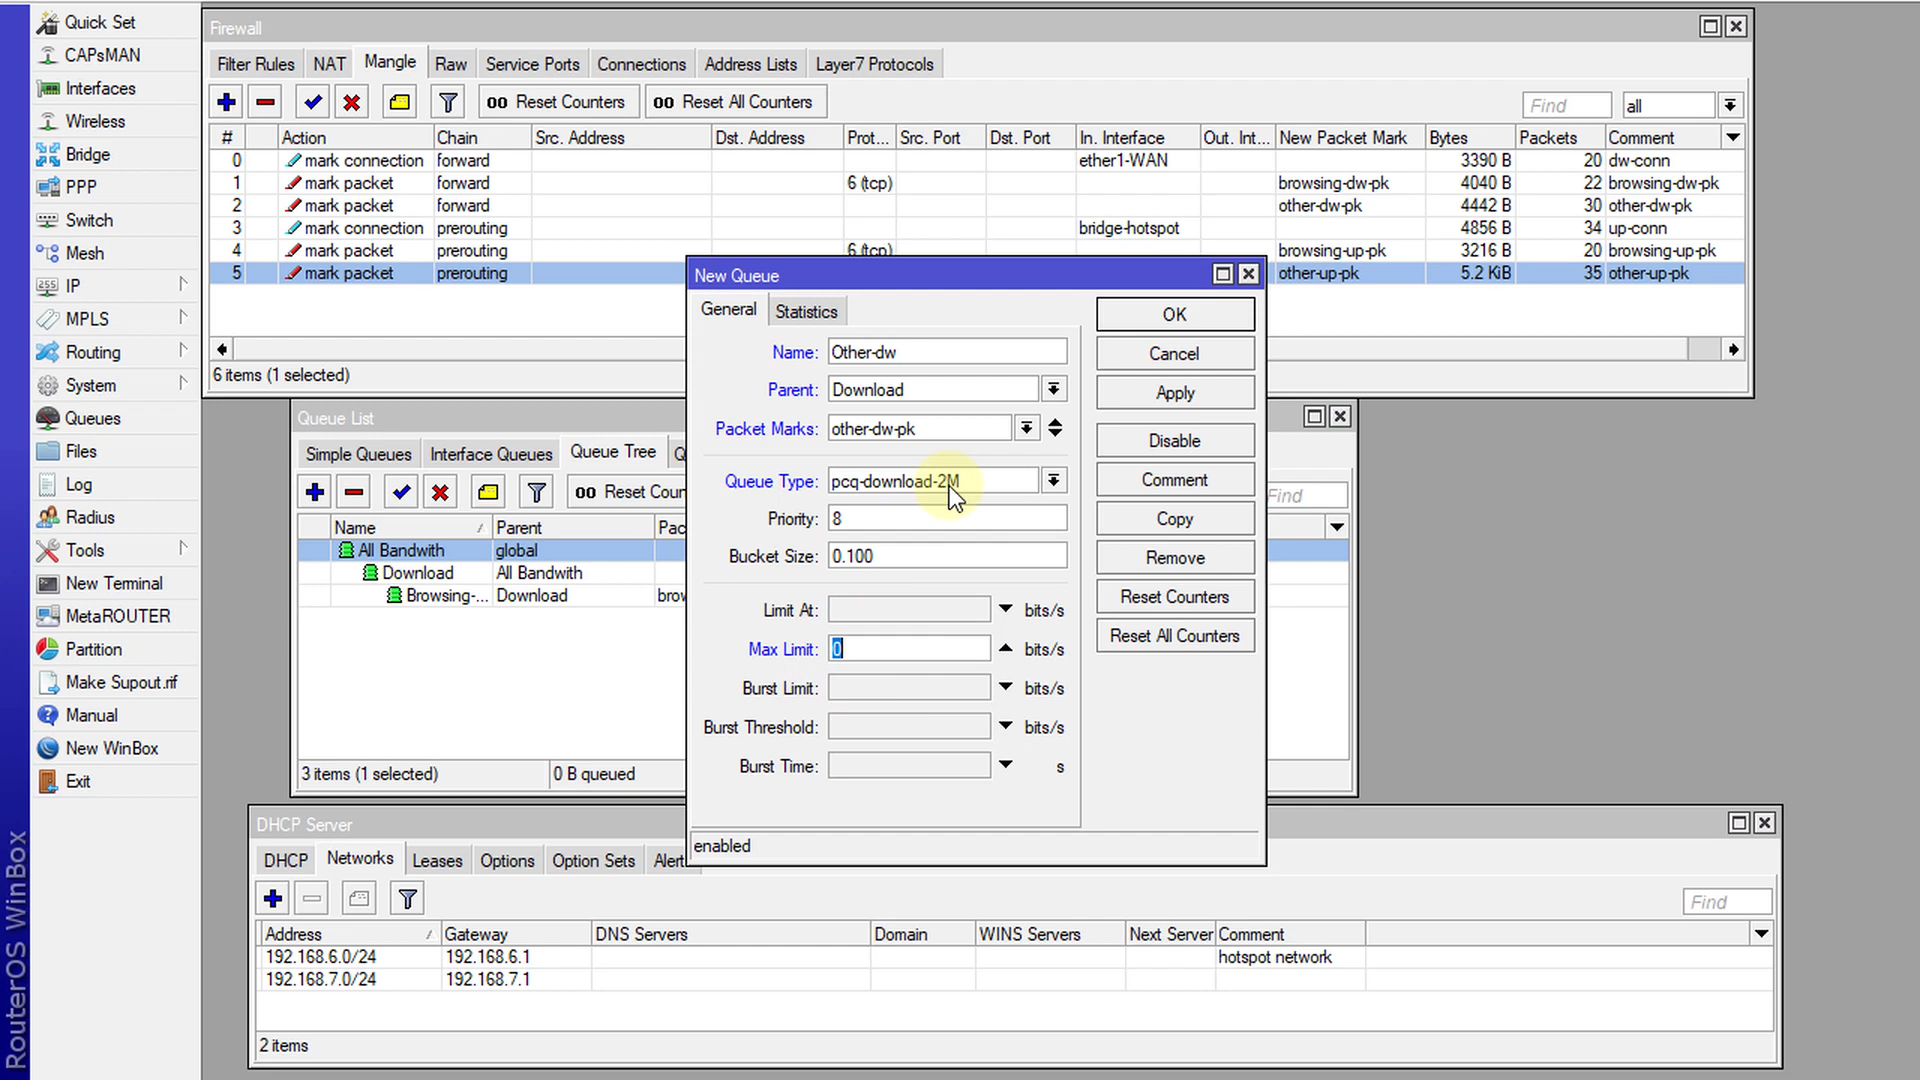 Quick Set
CAPsMAN
Interfaces
Wireless
Bridge
PPP
Switch
Mesh
IP
MPLS
Routing
System
Queues
Files
Log
Radius
Tools
New Terminal
MetaROUTER
Partition
Make Supout.rif
Manual
New WinBox
Exit
RouterOS WinBox
Firewall
Filter Rules NAT Mangle Raw Service Ports Connections Address Lists Layer7 Protocols
00 Reset Counters 00 Reset All Counters Find all
# Action Chain Src. Address Dst. Address Prot... Src. Port Dst. Port In. Interface Out. Int... New Packet Mark Bytes Packets Comment
0 mark connection forward ether1-WAN 3390 B 20 dw-conn
1 mark packet forward 6 (tcp) browsing-dw-pk 4040 B 22 browsing-dw-pk
2 mark packet forward other-dw-pk 4442 B 30 other-dw-pk
3 mark connection prerouting bridge-hotspot 4856 B 34 up-conn
4 mark packet prerouting 6 (tcp) browsing-up-pk 3216 B 20 browsing-up-pk
5 mark packet prerouting other-up-pk 5.2 KiB 35 other-up-pk
6 items (1 selected)
New Queue
General Statistics
Name: Other-dw
Parent: Download
Packet Marks: other-dw-pk
Queue Type: pcq-download-2M
Priority: 8
Bucket Size: 0.100
Limit At: bits/s
Max Limit: 0 bits/s
Burst Limit: bits/s
Burst Threshold: bits/s
Burst Time: s
enabled
OK
Cancel
Apply
Disable
Comment
Copy
Remove
Reset Counters
Reset All Counters
Queue List
Simple Queues Interface Queues Queue Tree Q
00 Reset Coun Find
Name Parent Pac
All Bandwith global
Download All Bandwith
Browsing-... Download brow
3 items (1 selected) 0 B queued
DHCP Server
DHCP Networks Leases Options Option Sets Alert
Find
Address Gateway DNS Servers Domain WINS Servers Next Server Comment
192.168.6.0/24 192.168.6.1 hotspot network
192.168.7.0/24 192.168.7.1
2 items